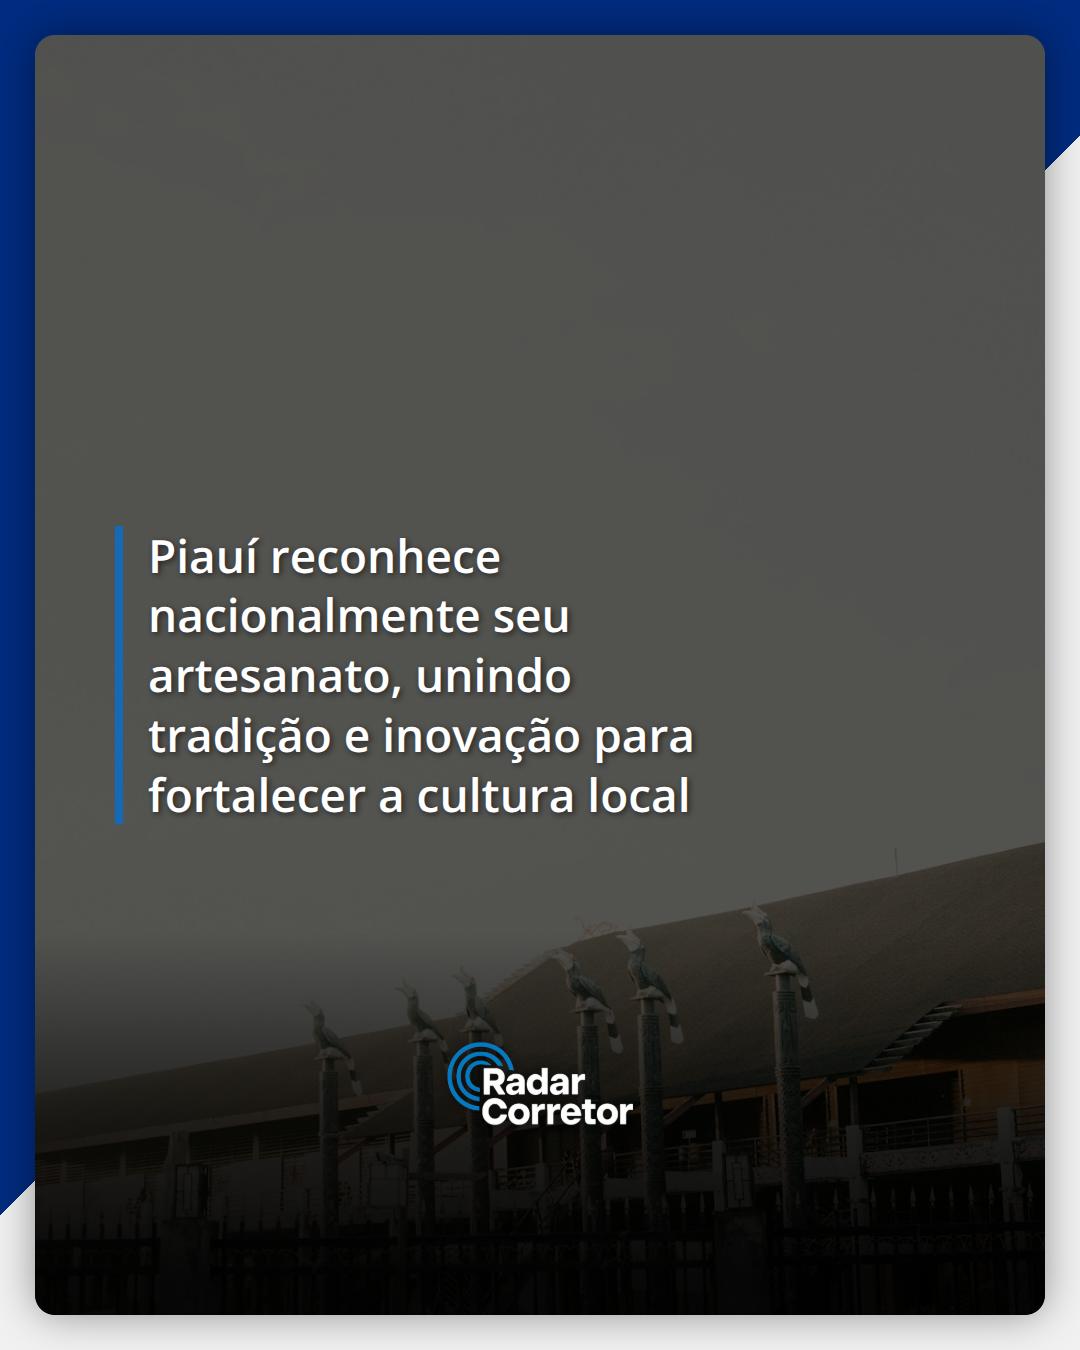 Piauí reconhece
nacionalmente seu
artesanato, unindo
tradição e inovação para
fortalecer a cultura local
Radar
Corretor